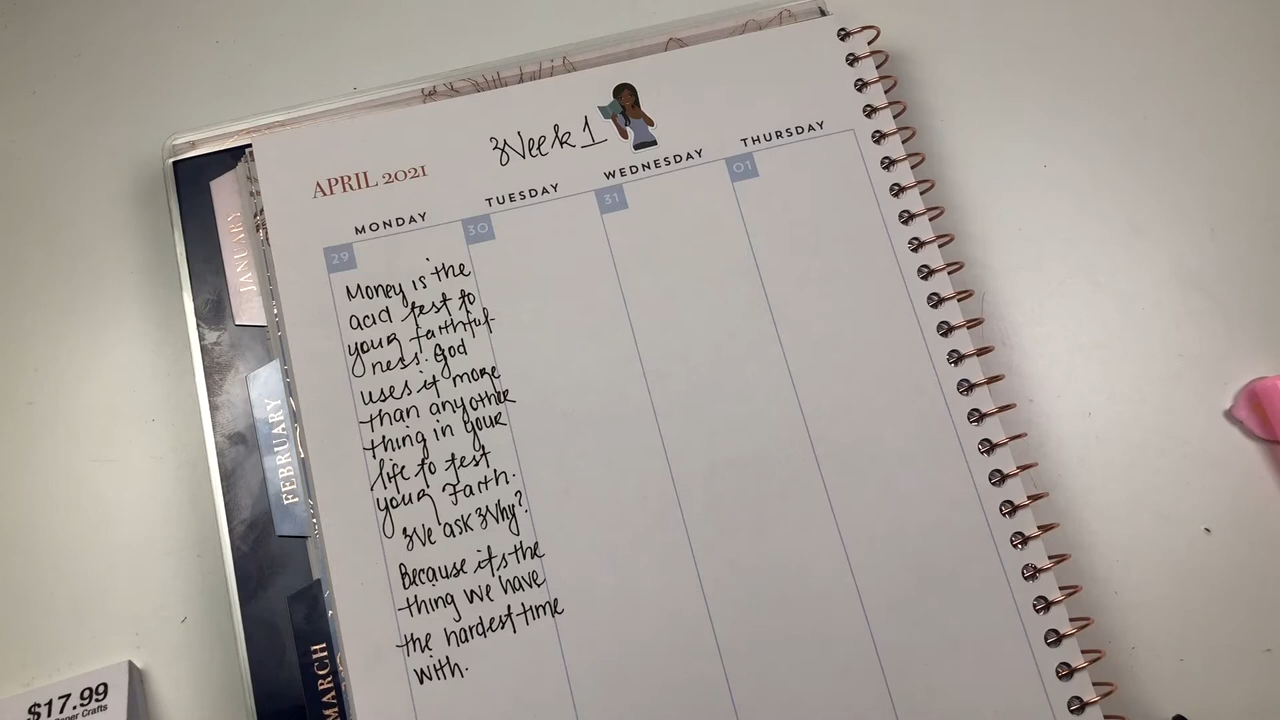 Week 1
APRIL 2021
MONDAY
TUESDAY
WEDNESDAY
THURSDAY
29
30
31
01
Money is the
acid test to
your faithful-
ness. God
uses it more
than any other
thing in your
life to test
your Faith.
We ask Why?
Because it's the
thing we have
the hardest time
with.
JANUARY
FEBRUARY
MARCH
$17.99
Paper Crafts